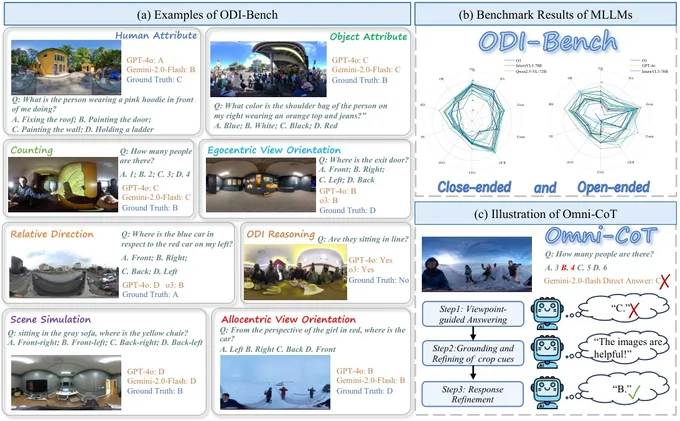 (a) Examples of ODI-Bench
Human Attribute
GPT-4o: A
Gemini-2.0-Flash: B
Ground Truth: C
Q: What is the person wearing a pink hoodie in front
of me doing?
A. Fixing the roof; B. Painting the door;
C. Painting the wall; D. Holding a ladder
Object Attribute
GPT-4o: C
Gemini-2.0-Flash: C
Ground Truth: B
Q: What color is the shoulder bag of the person on
my right wearing an orange top and jeans?"
A. Blue; B. White; C. Black; D. Red
Counting
Q: How many people
are there?
A. 1; B. 2; C. 3; D. 4
GPT-4o: C
Gemini-2.0-Flash: C
Ground Truth: B
Egocentric View Orientation
Q: Where is the exit door?
A. Front; B. Right;
C. Left; D. Back
GPT-4o: B
o3: B
Ground Truth: D
Relative Direction
Q: Where is the blue car in
respect to the red car on my left?
A. Front; B. Right;
C. Back; D. Left
GPT-4o: D o3: B
Ground Truth: A
ODI Reasoning
Q: Are they sitting in line?
GPT-4o: Yes
o3: Yes
Ground Truth: No
Scene Simulation
Q: sitting in the gray sofa, where is the yellow chair?
A. Front-right; B. Front-left; C. Back-right; D. Back-left
GPT-4o: D
Gemini-2.0-Flash: D
Ground Truth: B
Allocentric View Orientation
Q: From the perspective of the girl in red, where is the
car?
A. Left B. Right C. Back D. Front
GPT-4o: B
Gemini-2.0-Flash: B
Ground Truth: D
(b) Benchmark Results of MLLMs
ODI-Bench
Close-ended and Open-ended
(c) Illustration of Omni-CoT
Omni-CoT
Q: How many people are there?
A. 3 B. 4 C. 5 D. 6
Gemini-2.0-flash Direct Answer: C
Step1: Viewpoint-
guided Answering
"C."
Step2:Grounding and
Refining of crop cues
"The images are
helpful!"
Step3: Response
Refinement
"B."